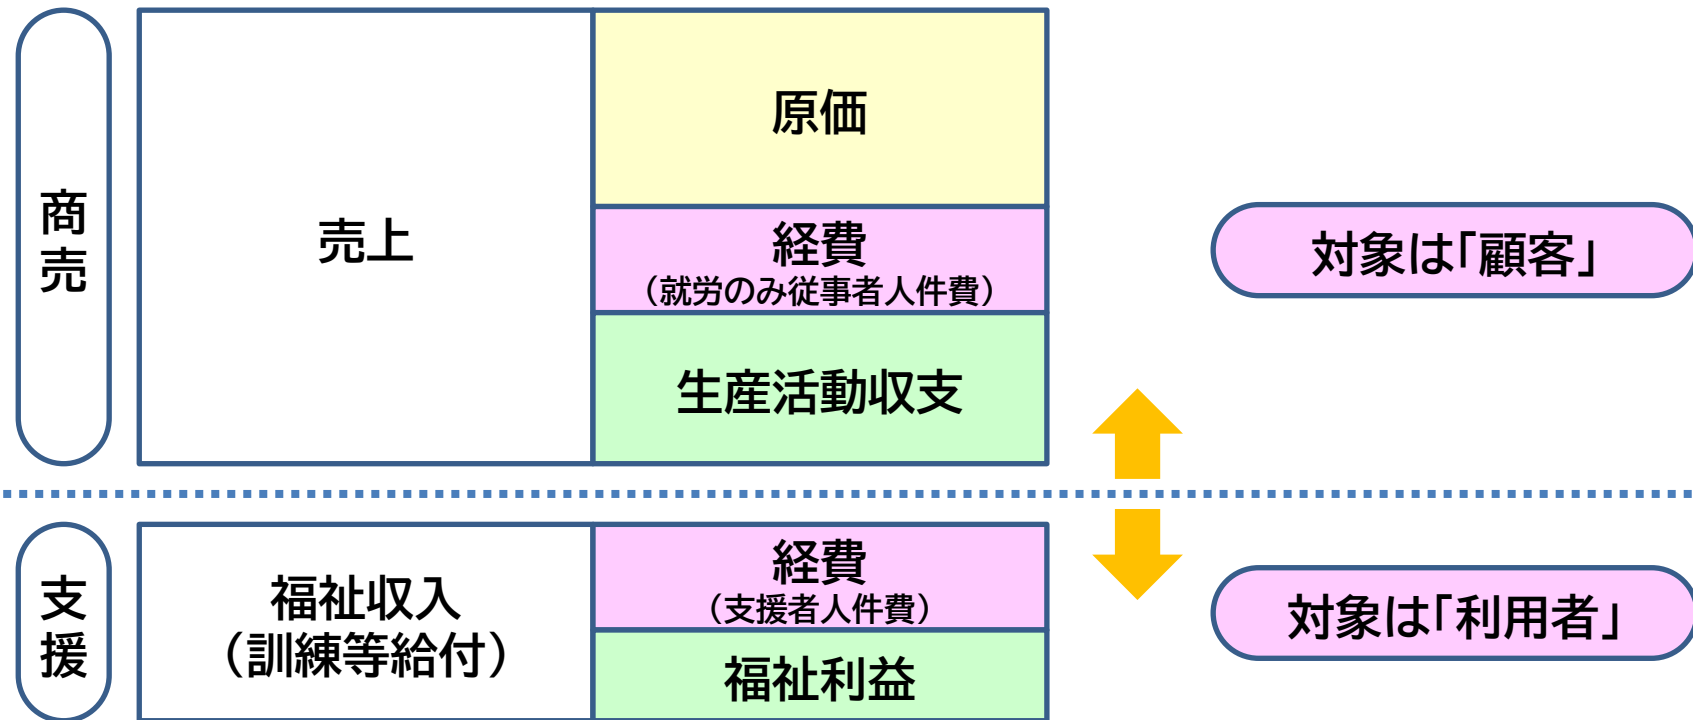 商売
売上
原価
経費
（就労のみ従事者人件費）
生産活動収支
対象は「顧客」
支援
福祉収入
（訓練等給付）
経費
（支援者人件費）
福祉利益
対象は「利用者」